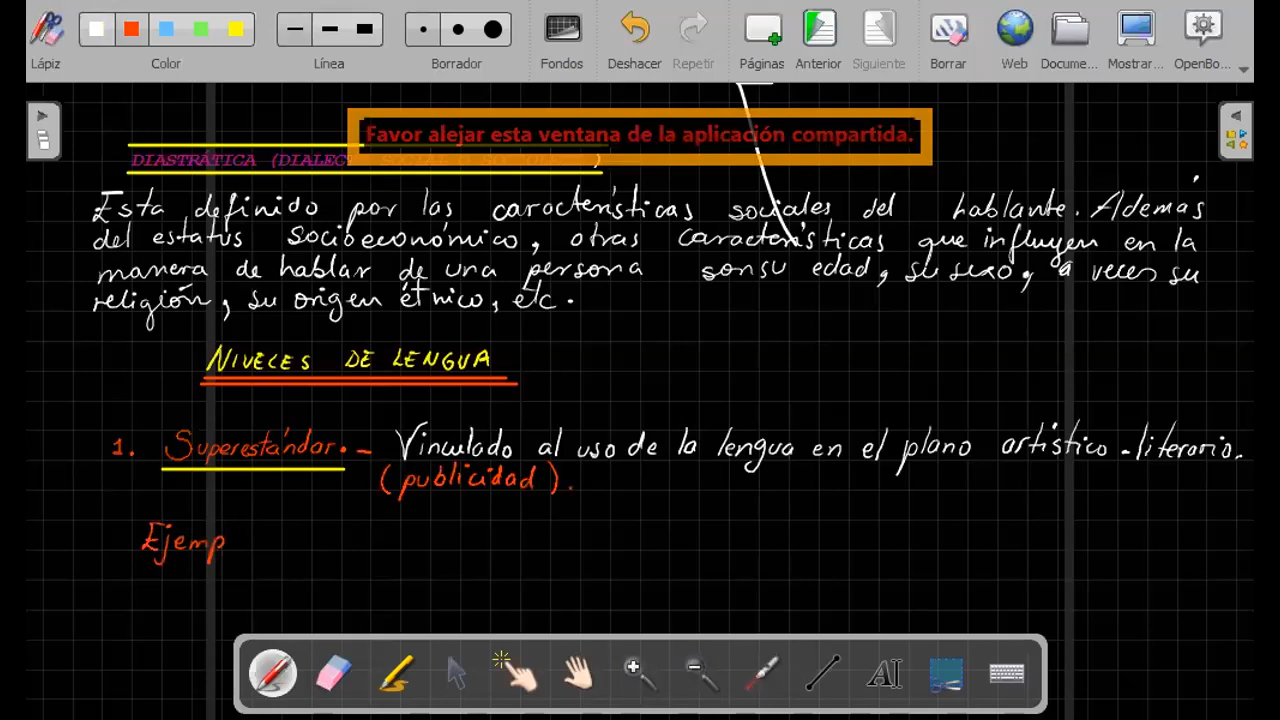 Lápiz Color Línea Borrador Fondos Deshacer Repetir Páginas Anterior Siguiente Borrar Web Docume... Mostrar... OpenBo...
Favor alejar esta ventana de la aplicación compartida.
DIASTRÁTICA (DIALECT
Esta definido por las características sociales del hablante. Además
del estatus socioeconómico, otras características que influyen en la
manera de hablar de una persona son su edad, su sexo, a veces su
religión, su origen étnico, etc.
NIVELES DE LENGUA
1. Superestándar.- Vinculado al uso de la lengua en el plano artístico-literario.
(publicidad).
Ejemp